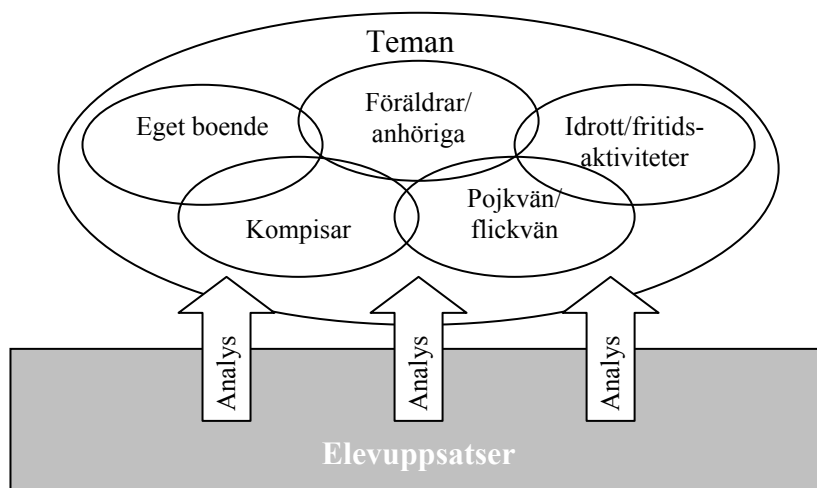 Teman
Eget boende
Föräldrar/
anhöriga
Idrott/fritids-
aktiviteter
Kompisar
Pojkvän/
flickvän
Analys
Analys
Analys
Elevuppsatser